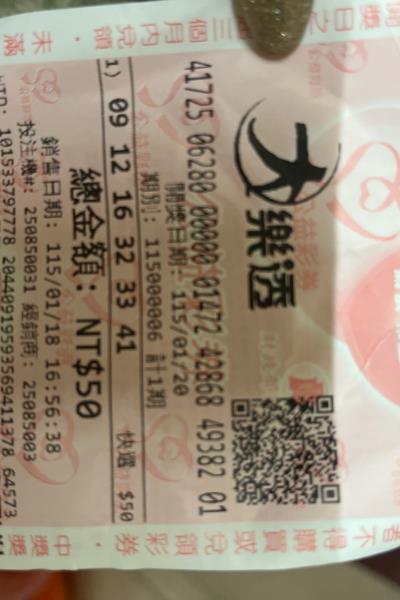 大樂透
41725 06280 00000 01472 42868 49382 01
開獎日期: 115/01/20
期別: 115000006 計1期
1) 09 12 16 32 33 41 快選 $50
總金額: NT$50
銷售日期: 115/01/18 16:56:38
投注機#: 250850031 經銷商: 25085003